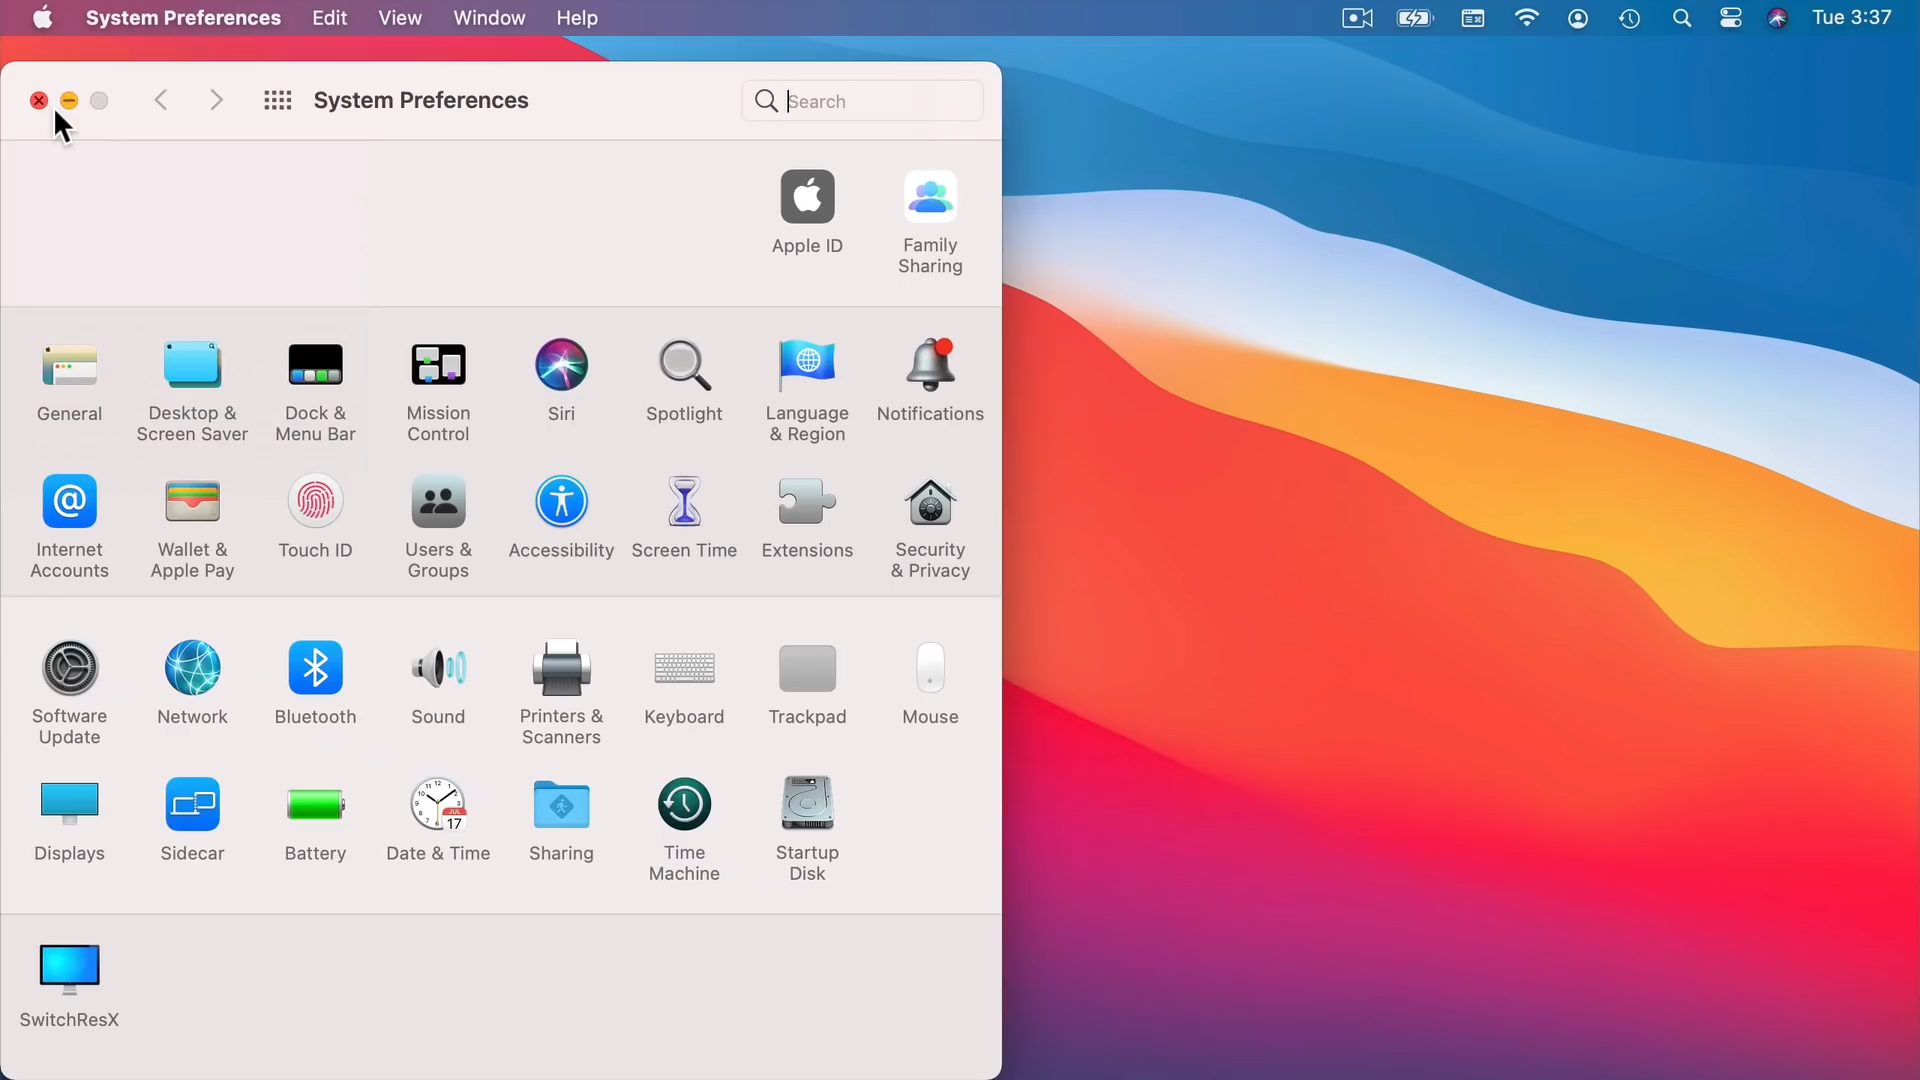 System Preferences Edit View Window Help Tue 3:37
System Preferences Search
Apple ID Family
Sharing
General Desktop & Dock & Mission Siri Spotlight Language Notifications
Screen Saver Menu Bar Control & Region
Internet Wallet & Touch ID Users & Accessibility Screen Time Extensions Security
Accounts Apple Pay Groups & Privacy
Software Network Bluetooth Sound Printers & Keyboard Trackpad Mouse
Update Scanners
JUL
17
Displays Sidecar Battery Date & Time Sharing Time Startup
Machine Disk
SwitchResX